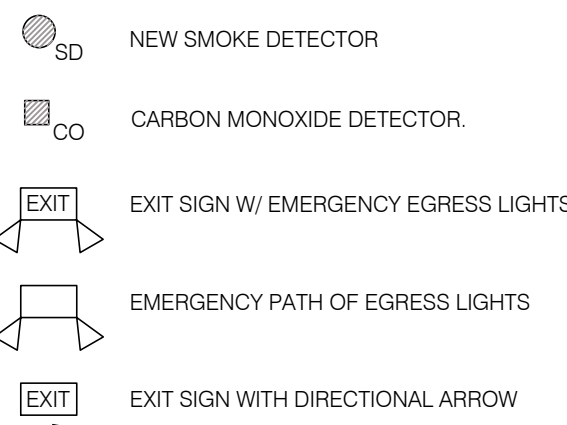 SD NEW SMOKE DETECTOR
CO CARBON MONOXIDE DETECTOR.
EXIT EXIT SIGN W/ EMERGENCY EGRESS LIGHTS
EMERGENCY PATH OF EGRESS LIGHTS
EXIT EXIT SIGN WITH DIRECTIONAL ARROW